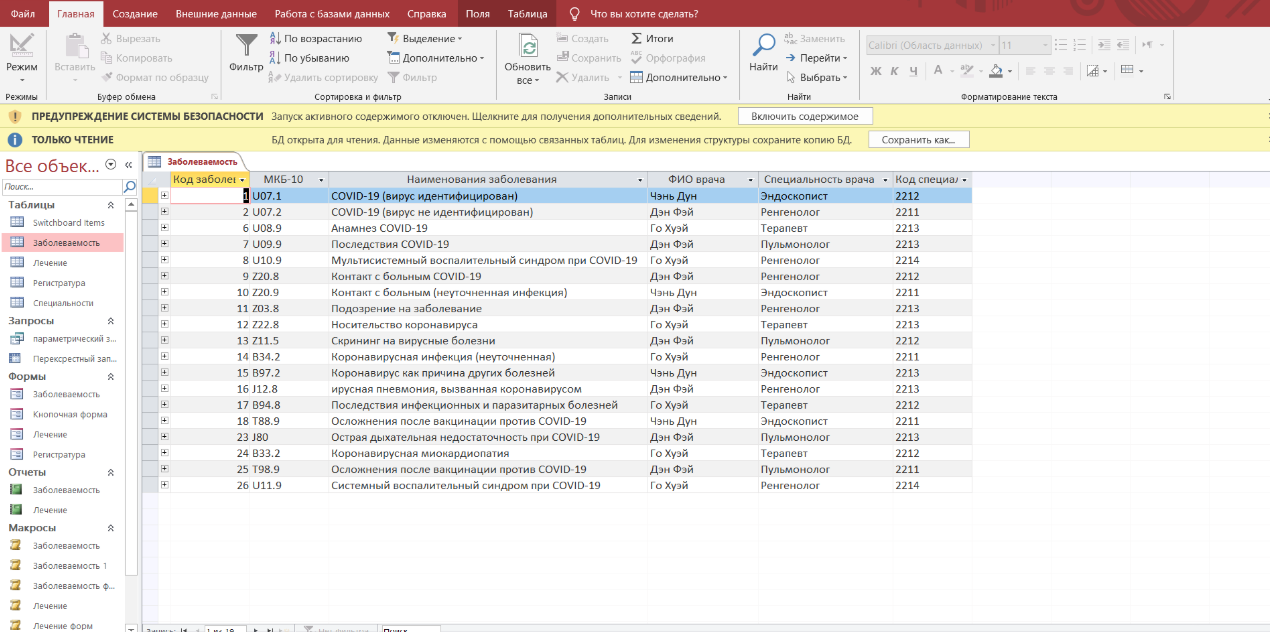 Файл Главная Создание Внешние данные Работа с базами данных Справка Поля Таблица Что вы хотите сделать?
Режим
Режимы
Вставить
Вырезать
Копировать
Формат по образцу
Буфер обмена
Фильтр
По возрастанию
По убыванию
Удалить сортировку
Выделение
Дополнительно
Фильтр
Сортировка и фильтр
Обновить все
Создать
Сохранить
Удалить
Итоги
Орфография
Дополнительно
Записи
Найти
Заменить
Перейти
Выбрать
Найти
Calibri (Область данных) 11
Ж К Ч А
Форматирование текста
ПРЕДУПРЕЖДЕНИЕ СИСТЕМЫ БЕЗОПАСНОСТИ Запуск активного содержимого отключен. Щелкните для получения дополнительных сведений. Включить содержимое
ТОЛЬКО ЧТЕНИЕ БД открыта для чтения. Данные изменяются с помощью связанных таблиц. Для изменения структуры сохраните копию БД. Сохранить как...
Все объек...
Поиск...
Таблицы
Switchboard Items
Заболеваемость
Лечение
Регистратура
Специальности
Запросы
параметрический з...
Перекрестный зап...
Формы
Заболеваемость
Кнопочная форма
Лечение
Регистратура
Отчеты
Заболеваемость
Лечение
Макросы
Заболеваемость
Заболеваемость 1
Заболеваемость ф...
Лечение
Лечение форм
Заболеваемость
Код заболе МКБ-10 Наименования заболевания ФИО врача Специальность врача Код специал
1 U07.1 COVID-19 (вирус идентифицирован) Чэнь Дун Эндоскопист 2212
2 U07.2 COVID-19 (вирус не идентифицирован) Дэн Фэй Ренгенолог 2211
6 U08.9 Анамнез COVID-19 Го Хуэй Терапевт 2213
7 U09.9 Последствия COVID-19 Дэн Фэй Пульмонолог 2213
8 U10.9 Мультисистемный воспалительный синдром при COVID-19 Го Хуэй Ренгенолог 2214
9 Z20.8 Контакт с больным COVID-19 Дэн Фэй Ренгенолог 2212
10 Z20.9 Контакт с больным (неуточненная инфекция) Чэнь Дун Эндоскопист 2211
11 Z03.8 Подозрение на заболевание Дэн Фэй Ренгенолог 2213
12 Z22.8 Носительство коронавируса Го Хуэй Терапевт 2213
13 Z11.5 Скрининг на вирусные болезни Дэн Фэй Пульмонолог 2212
14 B34.2 Коронавирусная инфекция (неуточненная) Го Хуэй Ренгенолог 2211
15 B97.2 Коронавирус как причина других болезней Чэнь Дун Эндоскопист 2213
16 J12.8 ирусная пневмония, вызванная коронавирусом Дэн Фэй Ренгенолог 2213
17 B94.8 Последствия инфекционных и паразитарных болезней Го Хуэй Терапевт 2212
18 T88.9 Осложнения после вакцинации против COVID-19 Чэнь Дун Эндоскопист 2211
23 J80 Острая дыхательная недостаточность при COVID-19 Дэн Фэй Пульмонолог 2213
24 B33.2 Коронавирусная миокардиопатия Го Хуэй Терапевт 2212
25 T98.9 Осложнения после вакцинации против COVID-19 Дэн Фэй Пульмонолог 2211
26 U11.9 Системный воспалительный синдром при COVID-19 Го Хуэй Ренгенолог 2214
Запись: 1 из 19 Нет фильтра Поиск